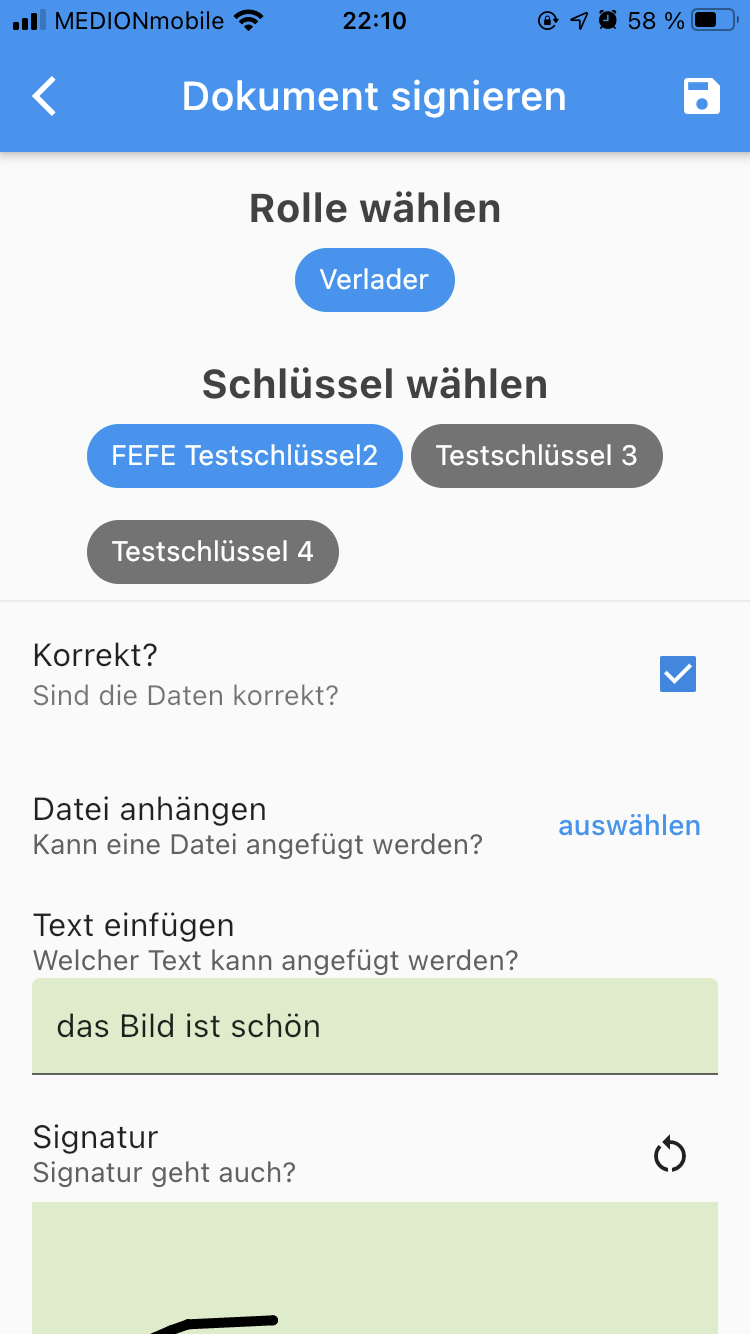 MEDIONmobile 22:10 58 %
Dokument signieren
Rolle wählen
Verlader
Schlüssel wählen
FEFE Testschlüssel2 Testschlüssel 3
Testschlüssel 4
Korrekt?
Sind die Daten korrekt?
Datei anhängen
auswählen
Kann eine Datei angefügt werden?
Text einfügen
Welcher Text kann angefügt werden?
das Bild ist schön
Signatur
Signatur geht auch?